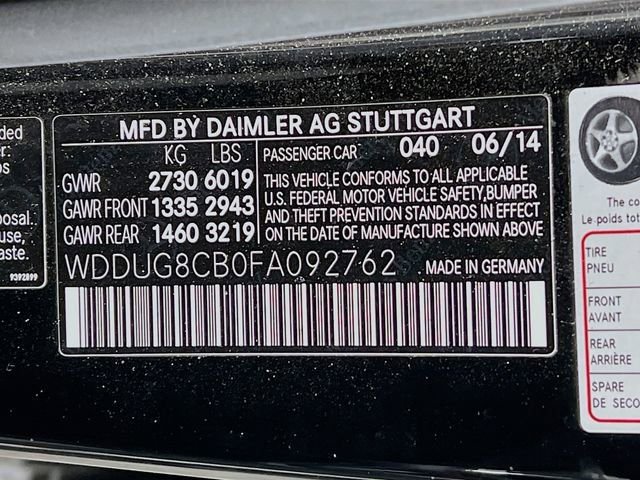 ded
r:
os
posal.
use,
aste.
9392899
MFD BY DAIMLER AG STUTTGART
KG LBS
GVWR 2730 6019
GAWR FRONT 1335 2943
GAWR REAR 1460 3219
PASSENGER CAR 040 06/14
THIS VEHICLE CONFORMS TO ALL APPLICABLE
U.S. FEDERAL MOTOR VEHICLE SAFETY, BUMPER
AND THEFT PREVENTION STANDARDS IN EFFECT
ON THE DATE OF MANUFACTURE SHOWN ABOVE
WDDUG8CB0FA092762 MADE IN GERMANY
The co
Le poids tot
TIRE
PNEU
FRONT
AVANT
REAR
ARRIÈRE
SPARE
DE SECO